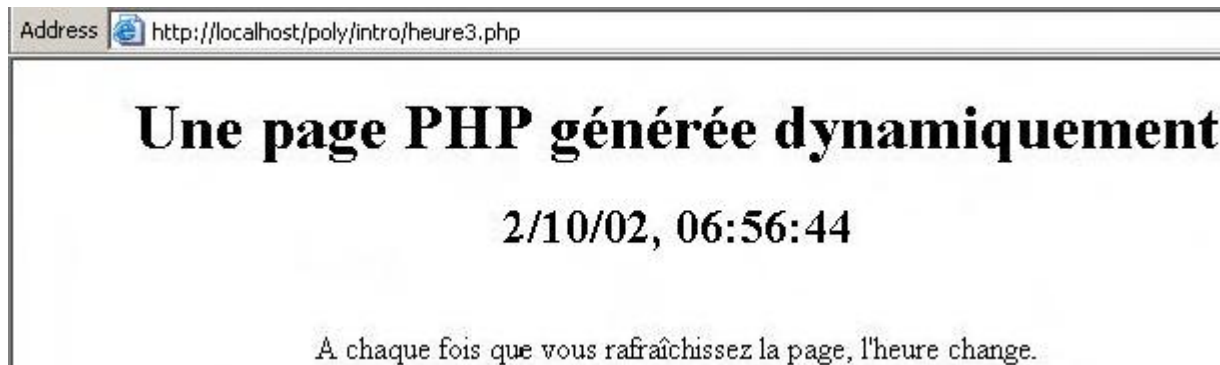 Address http://localhost/poly/intro/heure3.php
Une page PHP générée dynamiquement
2/10/02, 06:56:44
A chaque fois que vous rafraîchissez la page, l'heure change.